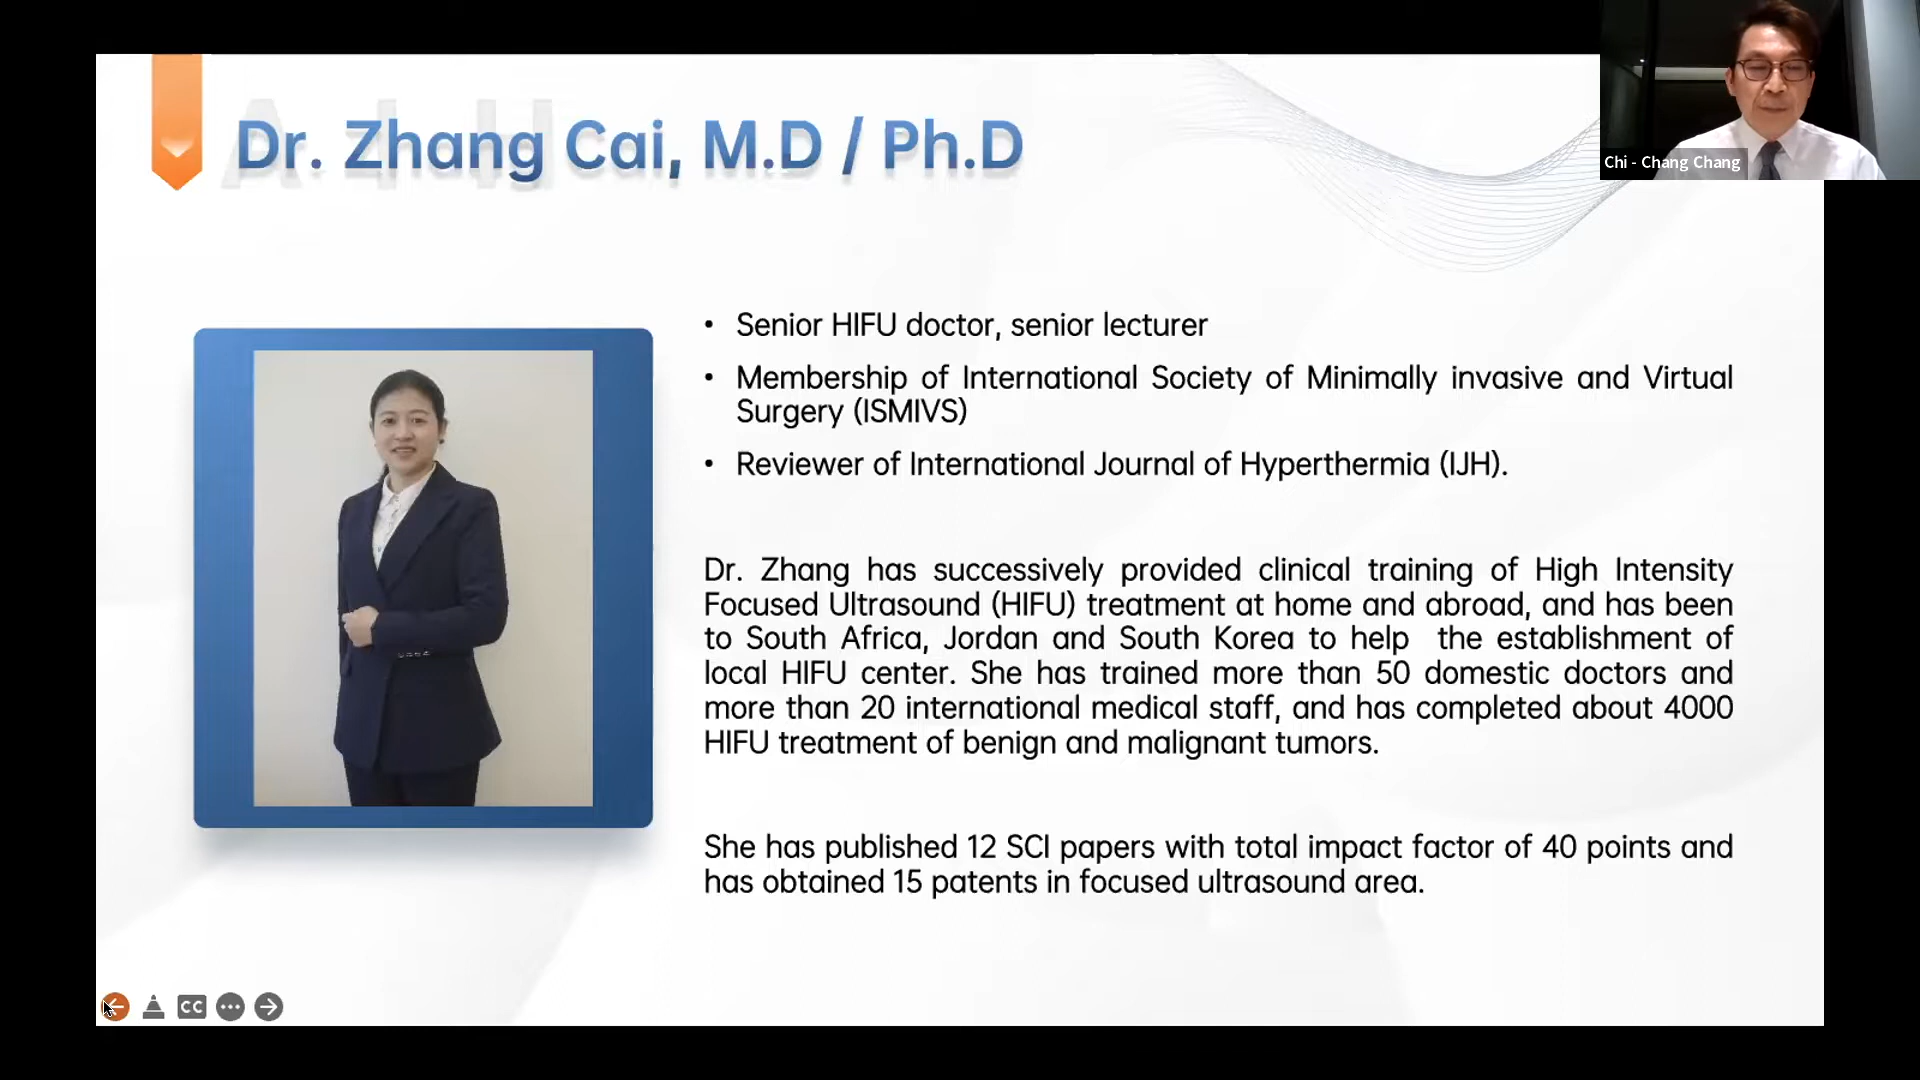 Dr. Zhang Cai, M.D / Ph.D
Chi - Chang Chang
• Senior HIFU doctor, senior lecturer
• Membership of International Society of Minimally invasive and Virtual
Surgery (ISMIVS)
• Reviewer of International Journal of Hyperthermia (IJH).
Dr. Zhang has successively provided clinical training of High Intensity
Focused Ultrasound (HIFU) treatment at home and abroad, and has been
to South Africa, Jordan and South Korea to help the establishment of
local HIFU center. She has trained more than 50 domestic doctors and
more than 20 international medical staff, and has completed about 4000
HIFU treatment of benign and malignant tumors.
She has published 12 SCI papers with total impact factor of 40 points and
has obtained 15 patents in focused ultrasound area.
CC